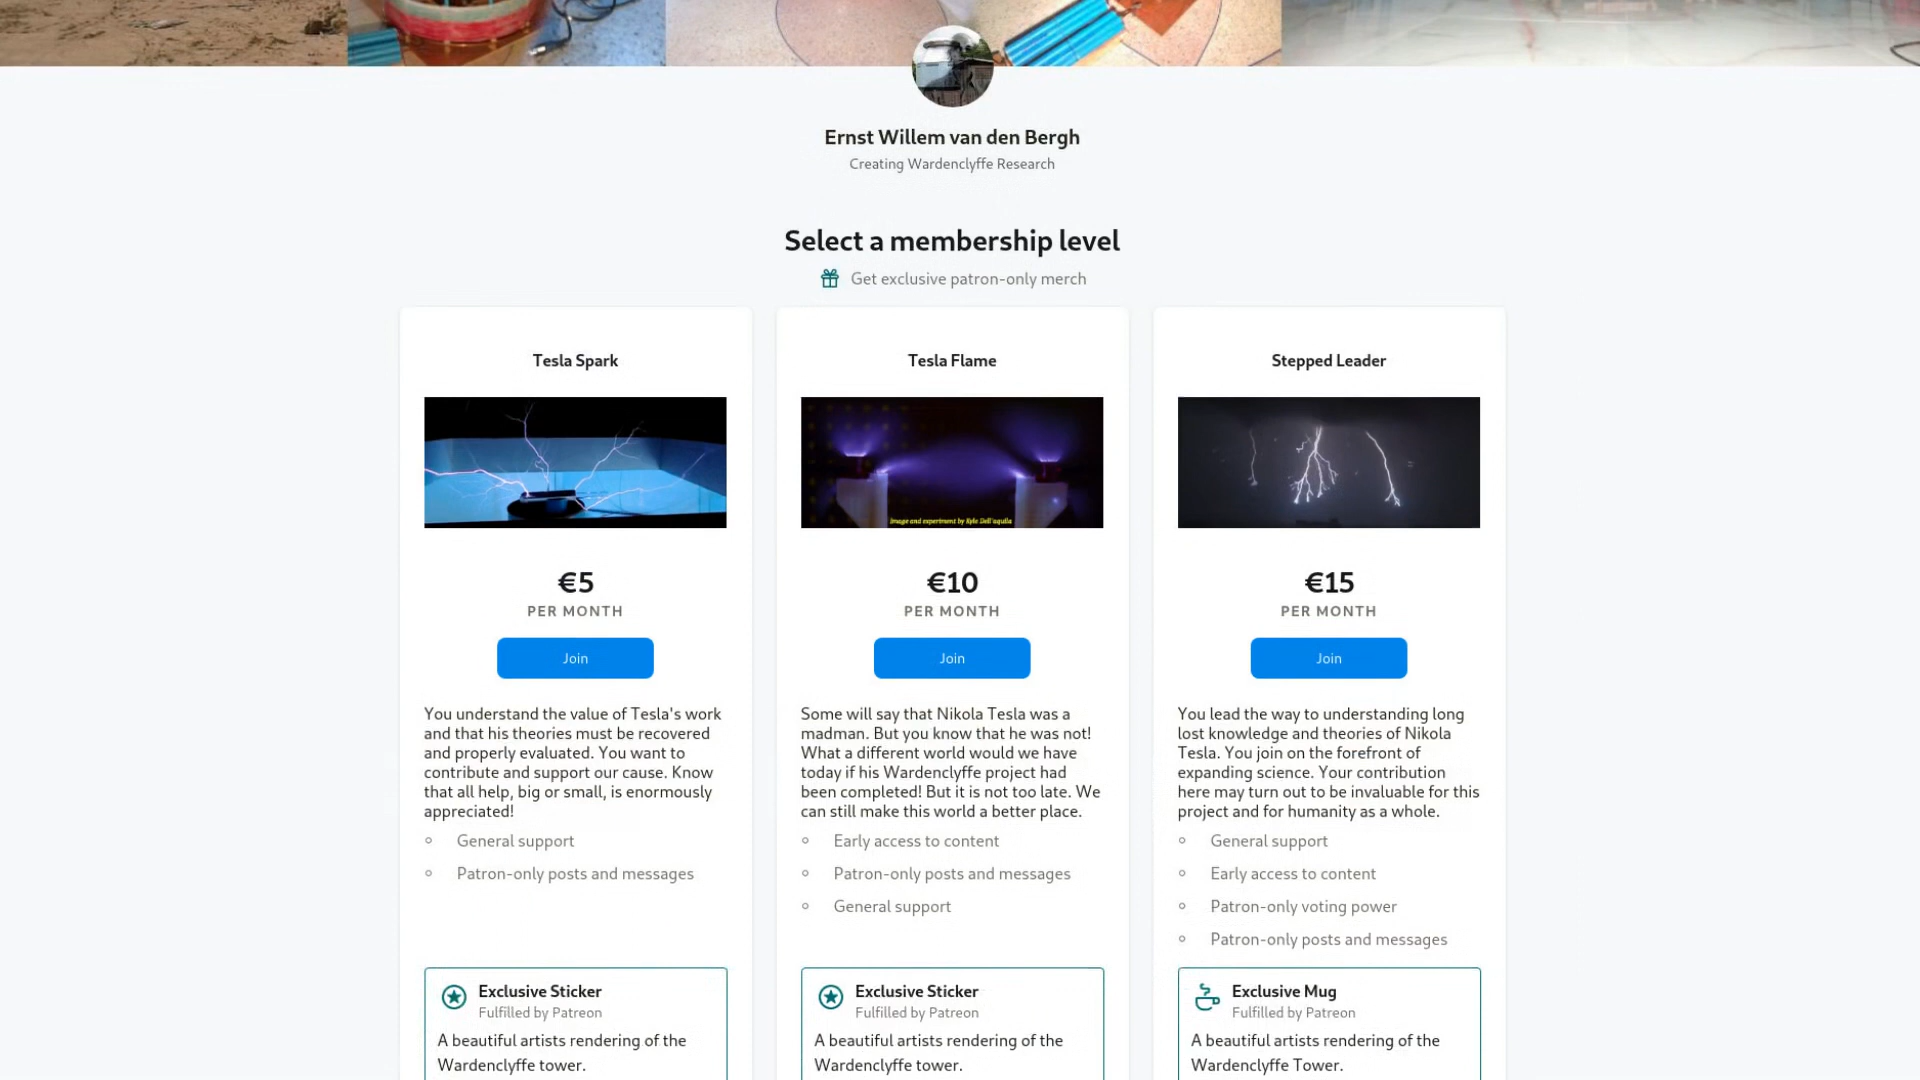 Ernst Willem van den Bergh
Creating Wardenclyffe Research
Select a membership level
Get exclusive patron-only merch
Tesla Spark
€5
PER MONTH
Join
You understand the value of Tesla's work
and that his theories must be recovered
and properly evaluated. You want to
contribute and support our cause. Know
that all help, big or small, is enormously
appreciated!
General support
Patron-only posts and messages
Exclusive Sticker
Fulfilled by Patreon
A beautiful artists rendering of the
Wardenclyffe tower.
Tesla Flame
Image and experiment by Kyle Dell'aquila
€10
PER MONTH
Join
Some will say that Nikola Tesla was a
madman. But you know that he was not!
What a different world would we have
today if his Wardenclyffe project had
been completed! But it is not too late. We
can still make this world a better place.
Early access to content
Patron-only posts and messages
General support
Exclusive Sticker
Fulfilled by Patreon
A beautiful artists rendering of the
Wardenclyffe tower.
Stepped Leader
€15
PER MONTH
Join
You lead the way to understanding long
lost knowledge and theories of Nikola
Tesla. You join on the forefront of
expanding science. Your contribution
here may turn out to be invaluable for this
project and for humanity as a whole.
General support
Early access to content
Patron-only voting power
Patron-only posts and messages
Exclusive Mug
Fulfilled by Patreon
A beautiful artists rendering of the
Wardenclyffe Tower.